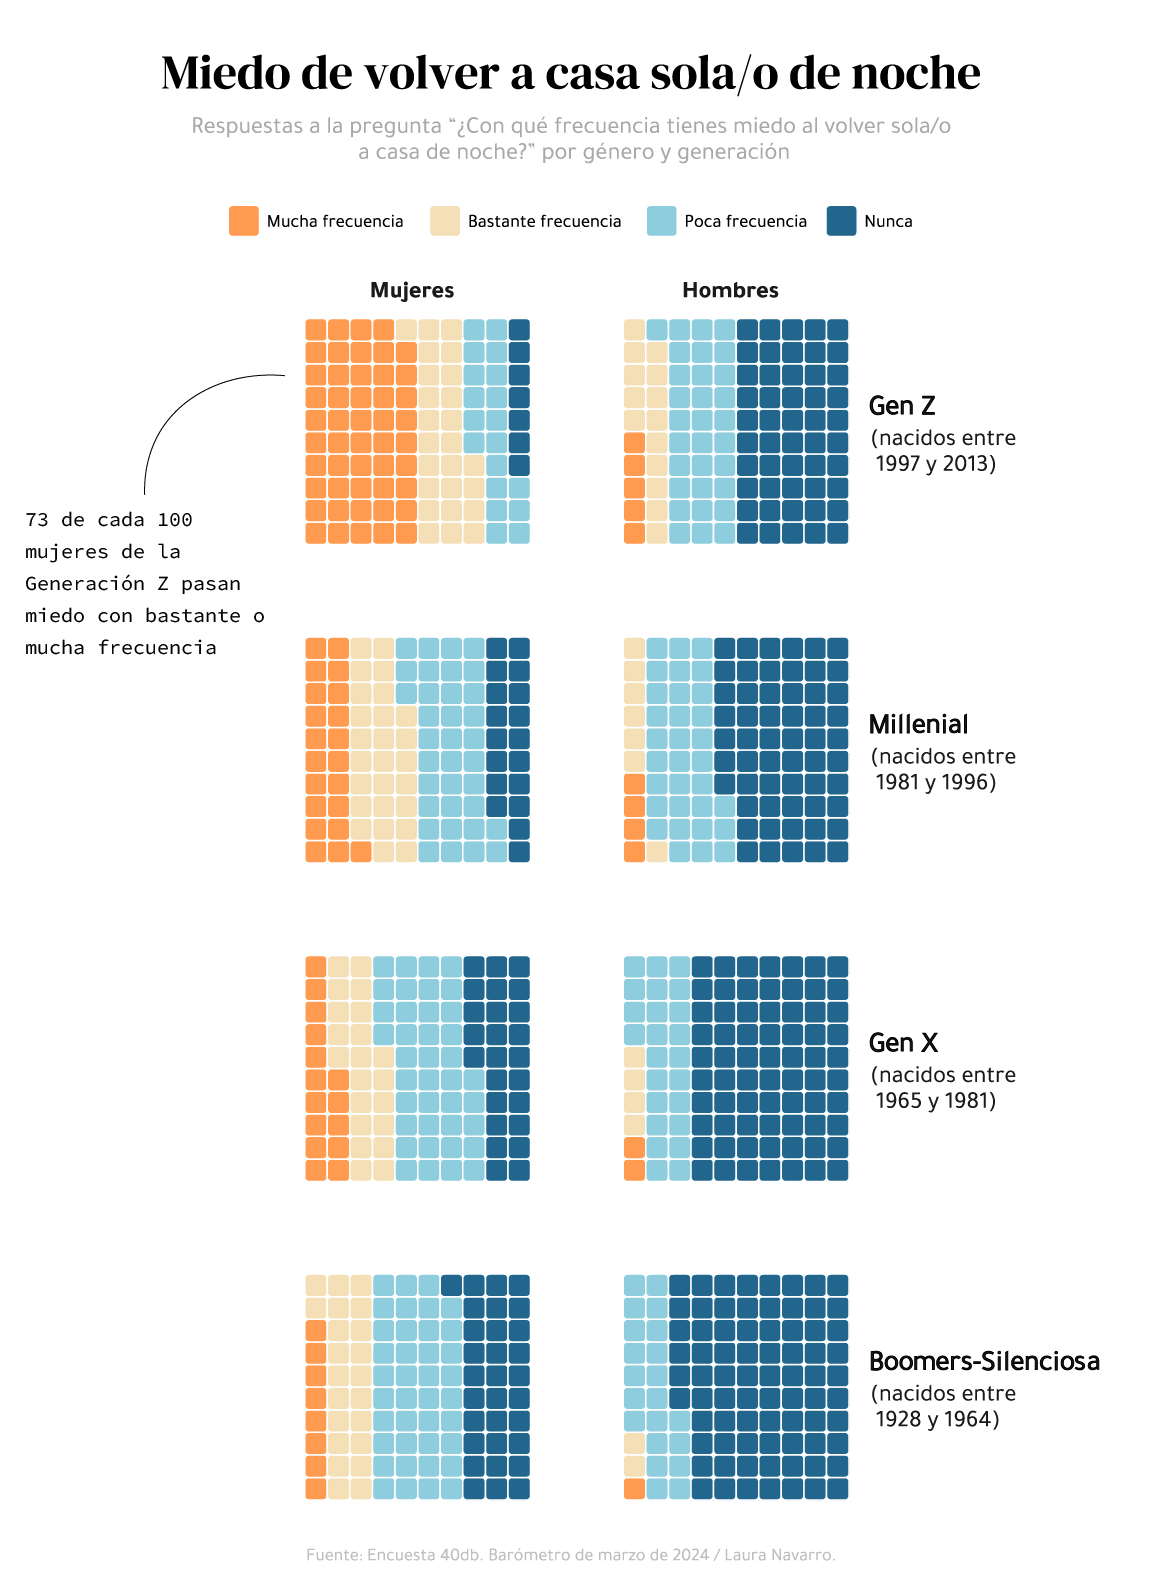 Miedo de volver a casa sola/o de noche
Respuestas a la pregunta “¿Con qué frecuencia tienes miedo al volver sola/o
a casa de noche?” por género y generación
Mucha frecuencia Bastante frecuencia Poca frecuencia Nunca
Mujeres Hombres
Gen Z
(nacidos entre
1997 y 2013)
73 de cada 100
mujeres de la
Generación Z pasan
miedo con bastante o
mucha frecuencia
Millenial
(nacidos entre
1981 y 1996)
Gen X
(nacidos entre
1965 y 1981)
Boomers-Silenciosa
(nacidos entre
1928 y 1964)
Fuente: Encuesta 40db. Barómetro de marzo de 2024 / Laura Navarro.